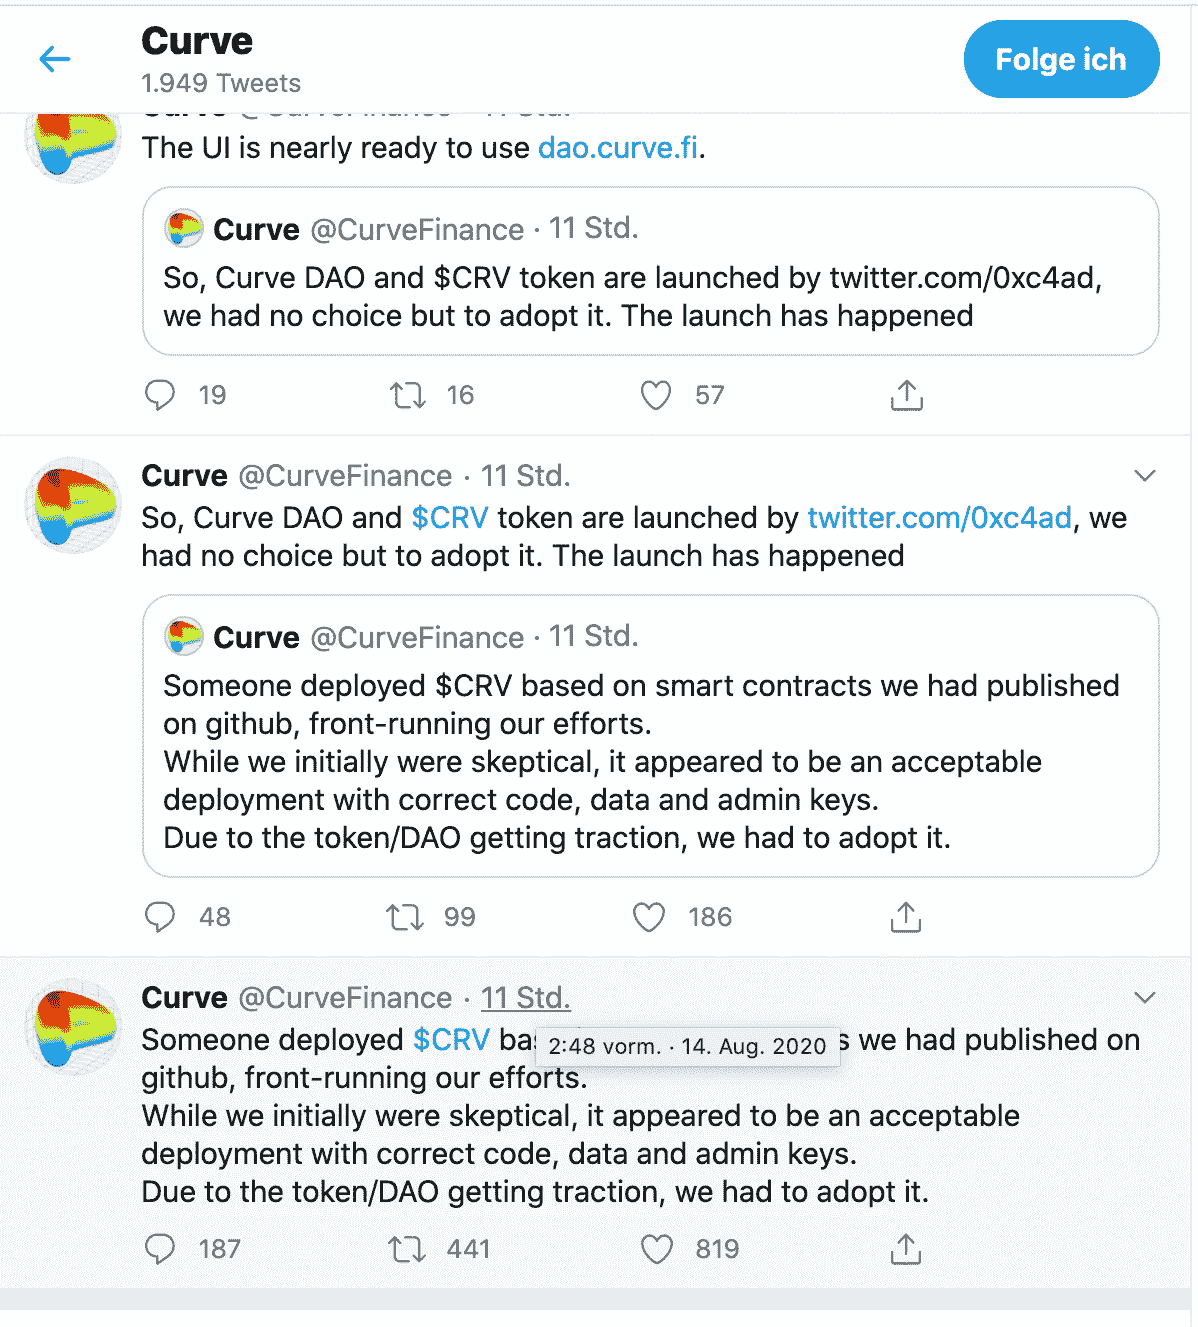 Curve
1.949 Tweets
Folge ich
The UI is nearly ready to use dao.curve.fi.
Curve @CurveFinance · 11 Std.
So, Curve DAO and $CRV token are launched by twitter.com/0xc4ad,
we had no choice but to adopt it. The launch has happened
19 16 57
Curve @CurveFinance · 11 Std.
So, Curve DAO and $CRV token are launched by twitter.com/0xc4ad, we
had no choice but to adopt it. The launch has happened
Curve @CurveFinance · 11 Std.
Someone deployed $CRV based on smart contracts we had published
on github, front-running our efforts.
While we initially were skeptical, it appeared to be an acceptable
deployment with correct code, data and admin keys.
Due to the token/DAO getting traction, we had to adopt it.
48 99 186
Curve @CurveFinance · 11 Std.
Someone deployed $CRV we had published on
2:48 vorm. · 14. Aug. 2020
github, front-running our efforts.
While we initially were skeptical, it appeared to be an acceptable
deployment with correct code, data and admin keys.
Due to the token/DAO getting traction, we had to adopt it.
187 441 819